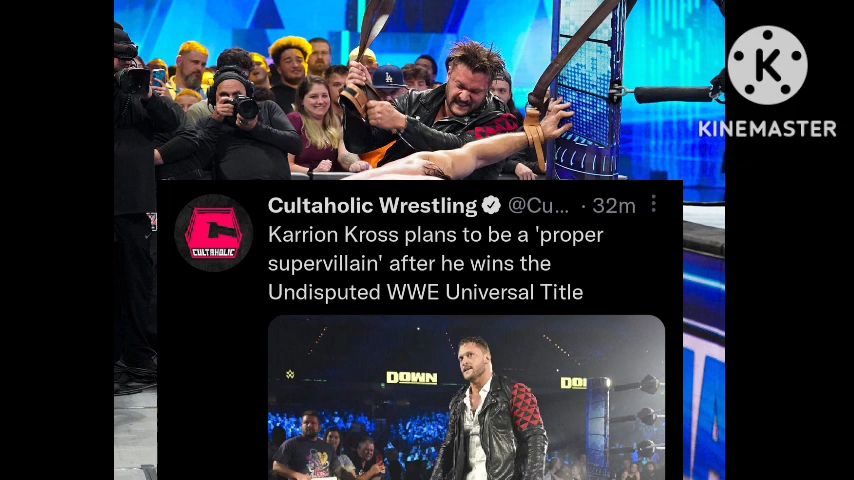 K
KINEMASTER
Cultaholic Wrestling @Cu... · 32m
Karrion Kross plans to be a 'proper
supervillain' after he wins the
Undisputed WWE Universal Title
CULTAHOLIC
DOWN
DO